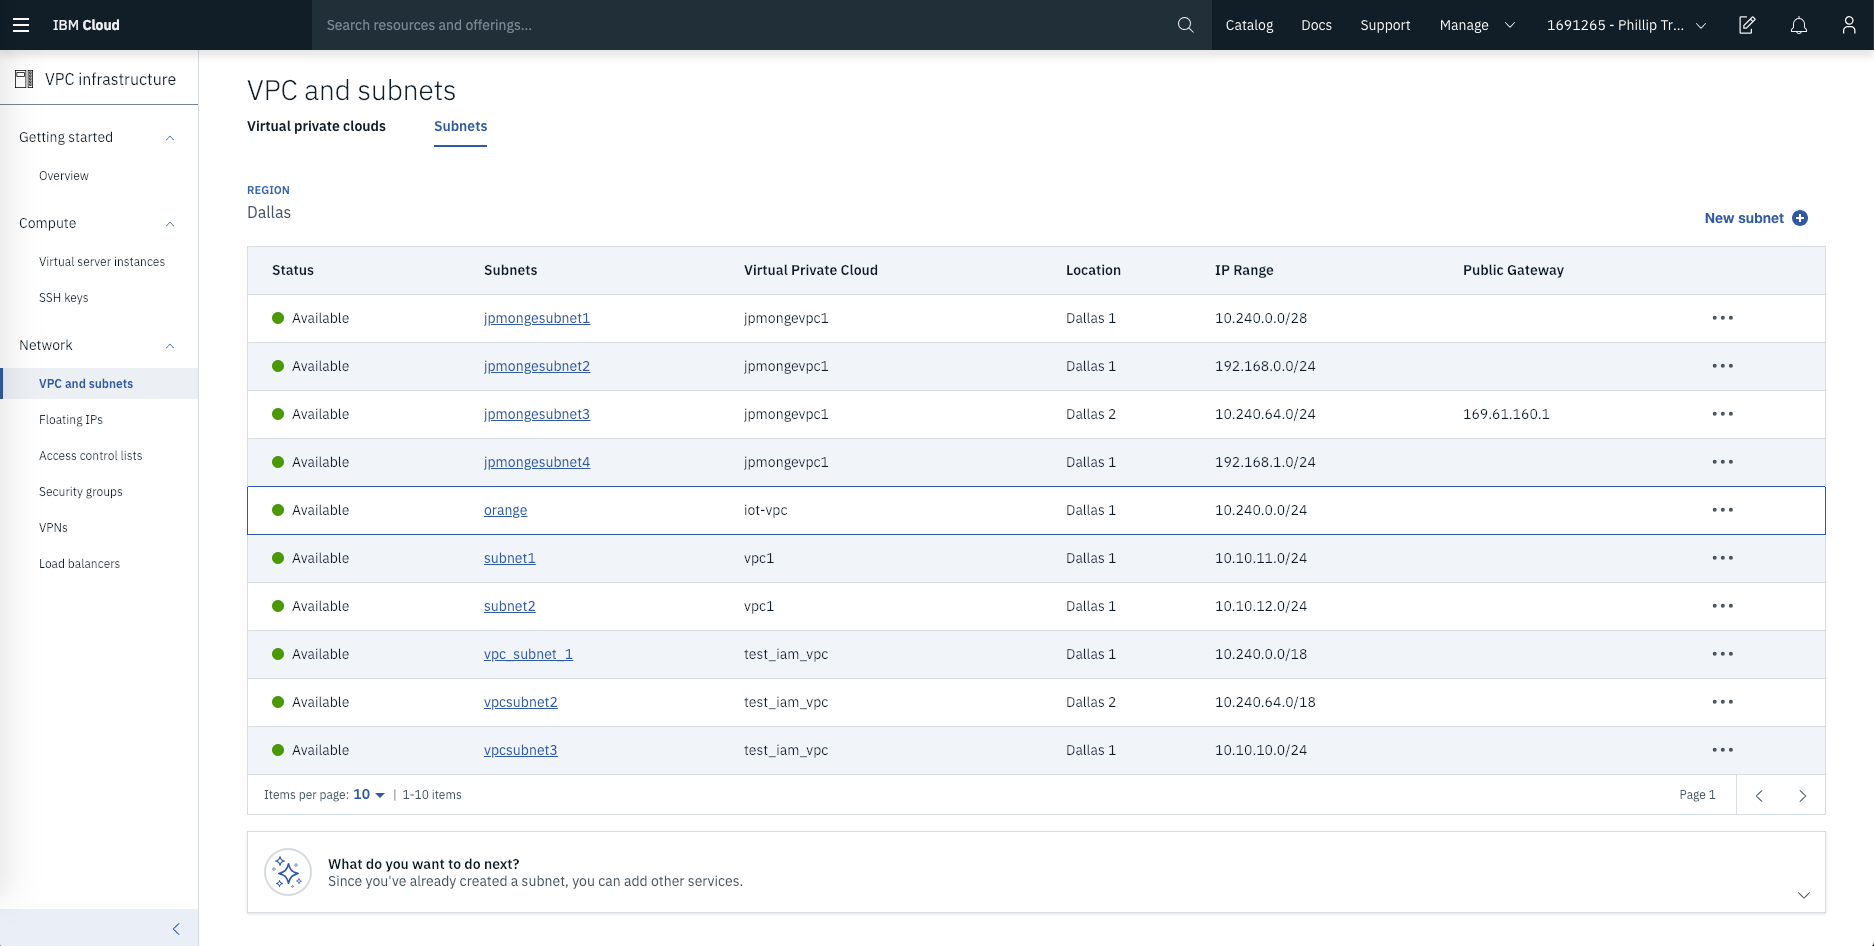 IBM Cloud
Search resources and offerings...
Catalog Docs Support Manage 1691265 - Phillip Tr...
VPC infrastructure
Getting started
Overview
Compute
Virtual server instances
SSH keys
Network
VPC and subnets
Floating IPs
Access control lists
Security groups
VPNs
Load balancers
VPC and subnets
Virtual private clouds Subnets
REGION
Dallas
New subnet
Status Subnets Virtual Private Cloud Location IP Range Public Gateway
Available jpmongesubnet1 jpmongevpc1 Dallas 1 10.240.0.0/28
Available jpmongesubnet2 jpmongevpc1 Dallas 1 192.168.0.0/24
Available jpmongesubnet3 jpmongevpc1 Dallas 2 10.240.64.0/24 169.61.160.1
Available jpmongesubnet4 jpmongevpc1 Dallas 1 192.168.1.0/24
Available orange iot-vpc Dallas 1 10.240.0.0/24
Available subnet1 vpc1 Dallas 1 10.10.11.0/24
Available subnet2 vpc1 Dallas 1 10.10.12.0/24
Available vpc_subnet_1 test_iam_vpc Dallas 1 10.240.0.0/18
Available vpcsubnet2 test_iam_vpc Dallas 2 10.240.64.0/18
Available vpcsubnet3 test_iam_vpc Dallas 1 10.10.10.0/24
Items per page: 10 | 1-10 items Page 1
What do you want to do next?
Since you've already created a subnet, you can add other services.